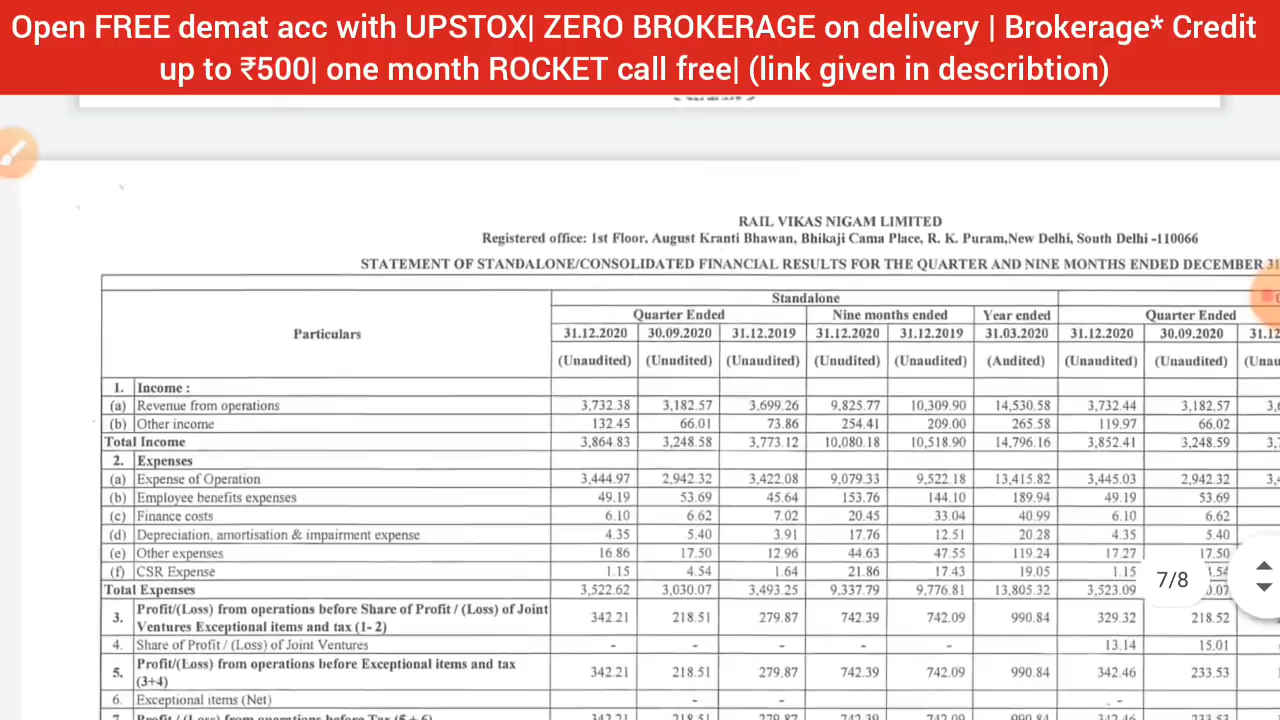 Open FREE demat acc with UPSTOX| ZERO BROKERAGE on delivery | Brokerage* Credit
up to ₹500| one month ROCKET call free| (link given in describtion)
RAIL VIKAS NIGAM LIMITED
Registered office: 1st Floor, August Kranti Bhawan, Bhikaji Cama Place, R. K. Puram,New Delhi, South Delhi -110066
STATEMENT OF STANDALONE/CONSOLIDATED FINANCIAL RESULTS FOR THE QUARTER AND NINE MONTHS ENDED DECEMBER 31
Standalone
Particulars Quarter Ended Nine months ended Year ended Quarter Ended
31.12.2020 30.09.2020 31.12.2019 31.12.2020 31.12.2019 31.03.2020 31.12.2020 30.09.2020 31.12
(Unaudited) (Unudited) (Unaudited) (Unudited) (Unaudited) (Audited) (Unaudited) (Unaudited) (Unau
1. Income :
(a) Revenue from operations 3,732.38 3,182.57 3,699.26 9,825.77 10,309.90 14,530.58 3,732.44 3,182.57
(b) Other income 132.45 66.01 73.86 254.41 209.00 265.58 119.97 66.02
Total Income 3,864.83 3,248.58 3,773.12 10,080.18 10,518.90 14,796.16 3,852.41 3,248.59
2. Expenses
(a) Expense of Operation 3,444.97 2,942.32 3,422.08 9,079.33 9,522.18 13,415.82 3,445.03 2,942.32
(b) Employee benefits expenses 49.19 53.69 45.64 153.76 144.10 189.94 49.19 53.69
(c) Finance costs 6.10 6.62 7.02 20.45 33.04 40.99 6.10 6.62
(d) Depreciation, amortisation & impairment expense 4.35 5.40 3.91 17.76 12.51 20.28 4.35 5.40
(e) Other expenses 16.86 17.50 12.96 44.63 47.55 119.24 17.27 17.50
(f) CSR Expense 1.15 4.54 1.64 21.86 17.43 19.05 1.15
7/8
Total Expenses 3,522.62 3,030.07 3,493.25 9,337.79 9,776.81 13,805.32 3,523.09
3. Profit/(Loss) from operations before Share of Profit / (Loss) of Joint
Ventures Exceptional items and tax (1- 2) 342.21 218.51 279.87 742.39 742.09 990.84 329.32 218.52
4. Share of Profit / (Loss) of Joint Ventures - - - - - 13.14 15.01
5. Profit/(Loss) from operations before Exceptional items and tax
(3+4) 342.21 218.51 279.87 742.39 742.09 990.84 342.46 233.53
6. Exceptional items (Net) - - -